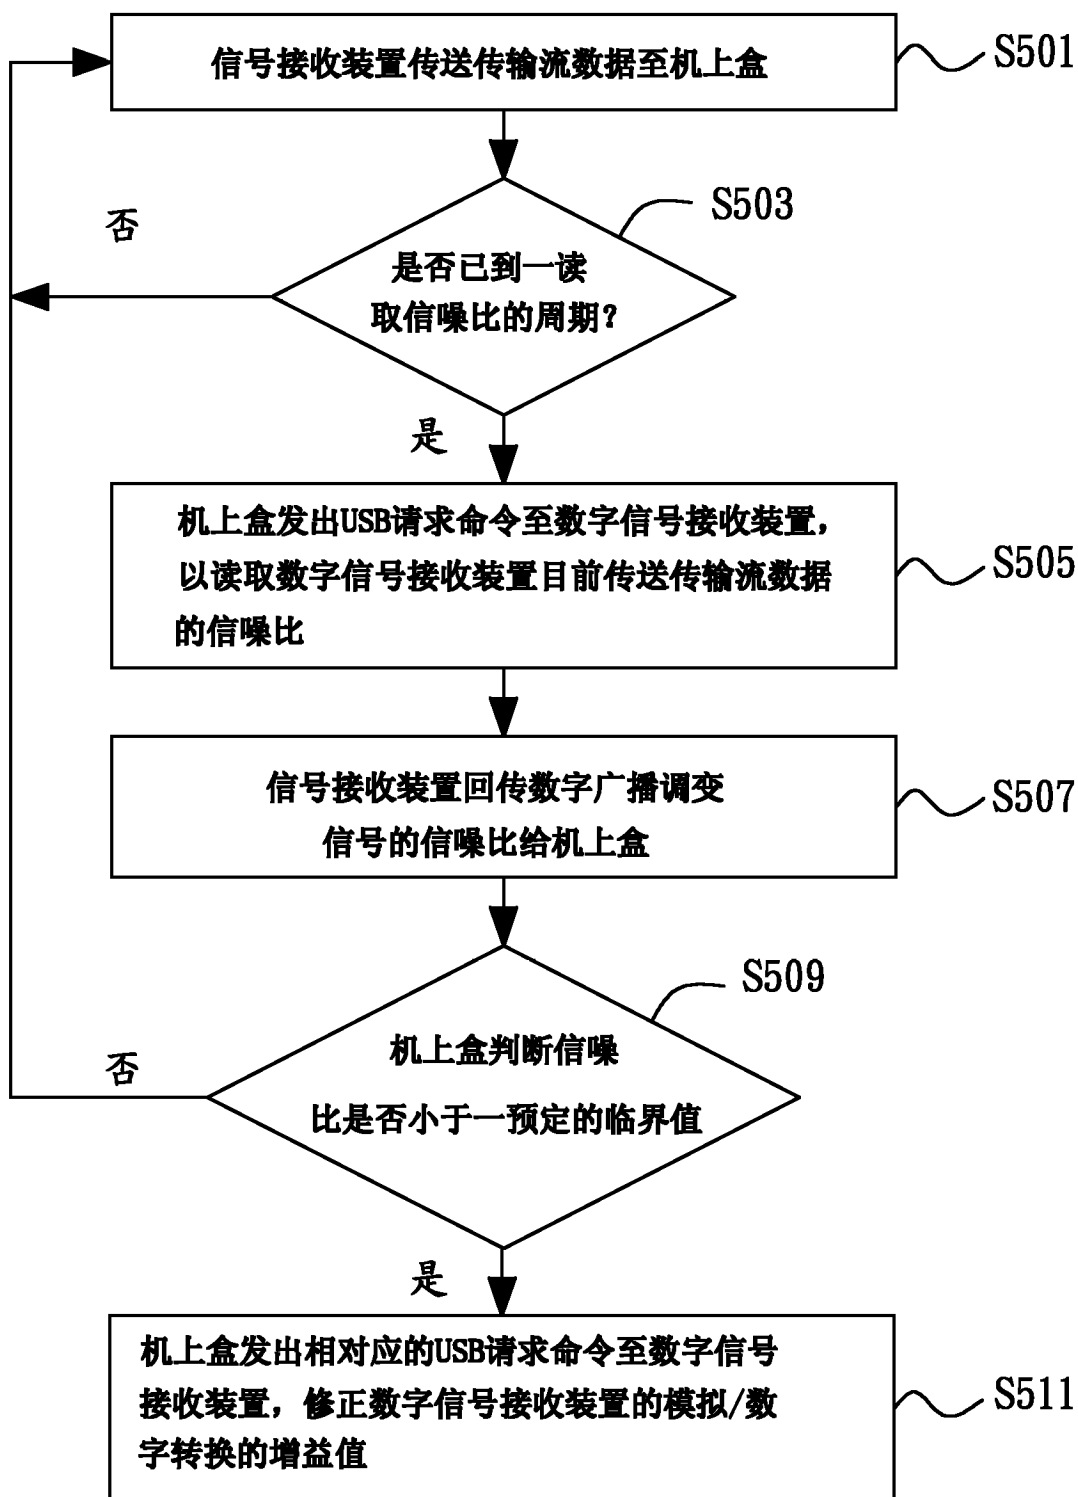 信号接收装置传送传输流数据至机上盒
S501
S503
否
是否已到一读
取信噪比的周期?
是
机上盒发出USB请求命令至数字信号接收装置,
以读取数字信号接收装置目前传送传输流数据
的信噪比
S505
信号接收装置回传数字广播调变
信号的信噪比给机上盒
S507
S509
机上盒判断信噪
否
比是否小于一预定的临界值
是
机上盒发出相对应的USB请求命令至数字信号
接收装置,修正数字信号接收装置的模拟/数
字转换的增益值
S511